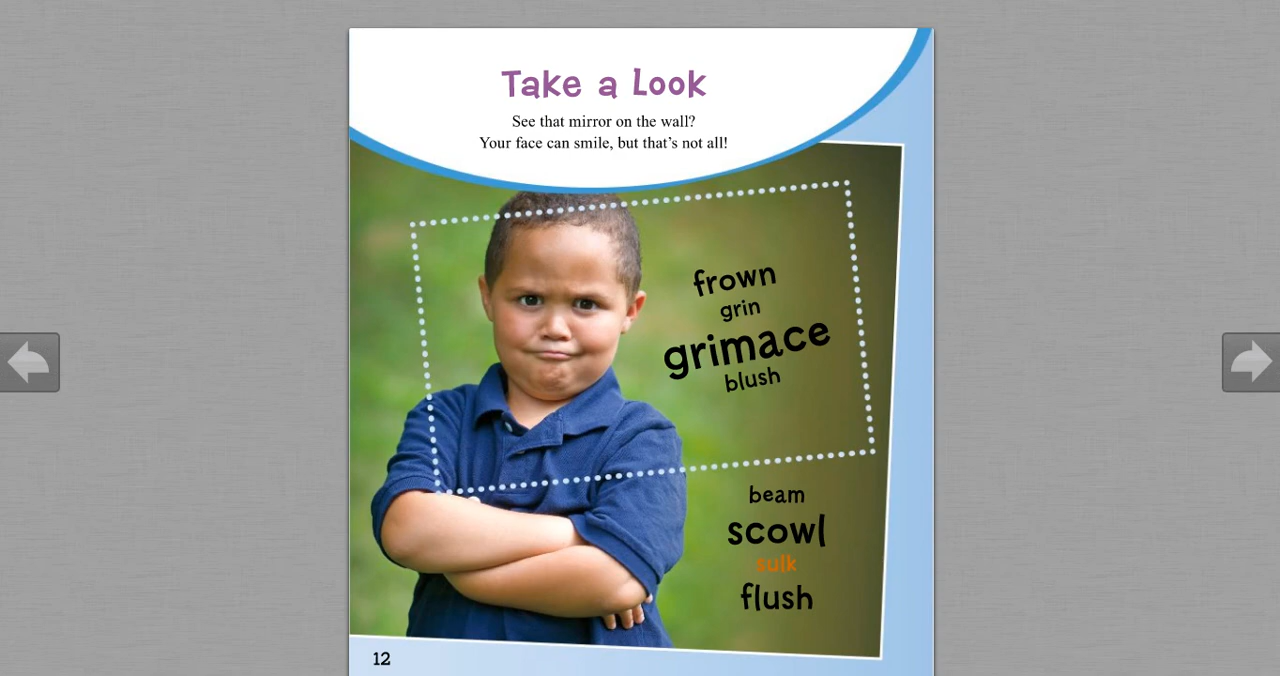 Take a Look
See that mirror on the wall?
Your face can smile, but that’s not all!
frown
grin
grimace
blush
beam
scowl
sulk
flush
12